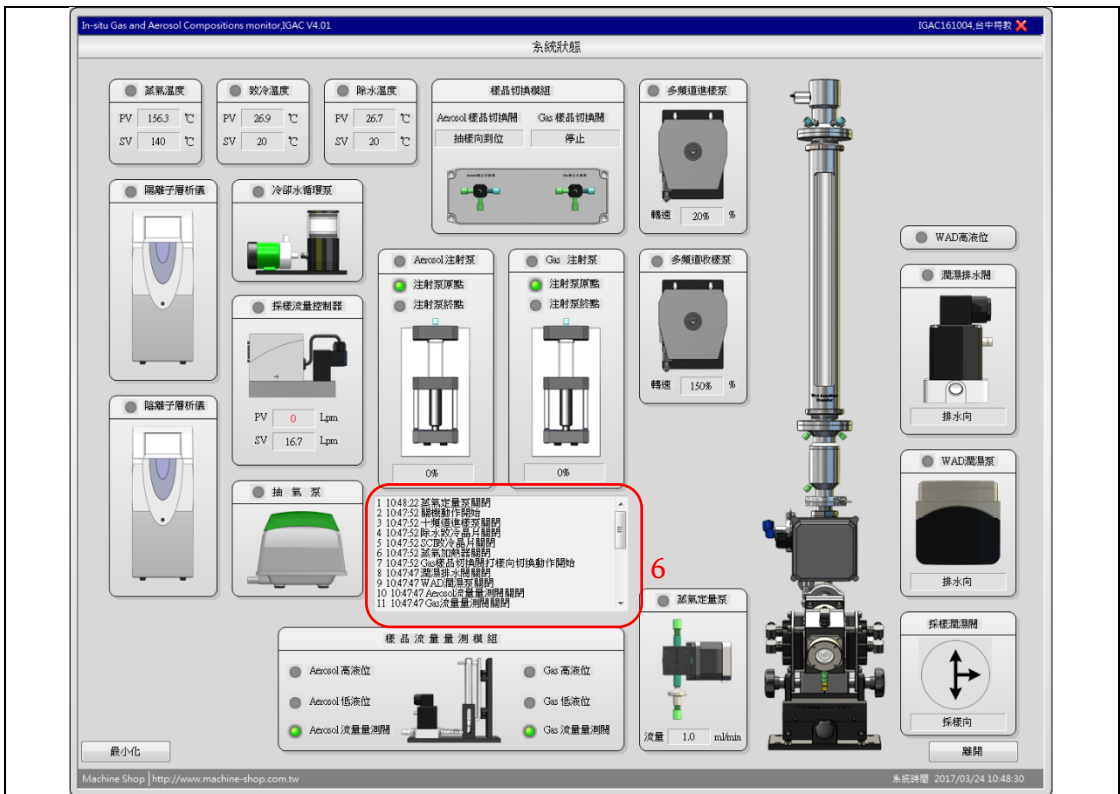 In-situ Gas and Aerosol Compositions monitor,IGAC V4.01
IGAC161004,台中特教
系統狀態
蒸氣溫度
PV 156.3 ℃
SV 140 ℃
致冷溫度
PV 26.9 ℃
SV 20 ℃
除水溫度
PV 26.7 ℃
SV 20 ℃
樣品切換模組
Aerosol 樣品切換閥 Gas 樣品切換閥
抽樣向到位 停止
多頻道進樣泵
轉速 20% %
陽離子層析儀
冷卻水循環泵
採樣流量控制器
PV 0 Lpm
SV 16.7 Lpm
Aerosol 注射泵
注射泵原點
注射泵終點
0%
Gas 注射泵
注射泵原點
注射泵終點
0%
多頻道收樣泵
轉速 150% %
WAD高液位
潤濕排水閥
排水向
陰離子層析儀
抽 氣 泵
1 10:48:22 蒸氣定量泵關閉
2 10:47:52 關機動作開始
3 10:47:52 十頻道進樣泵關閉
4 10:47:52 除水致冷晶片關閉
5 10:47:52 SCI致冷晶片關閉
6 10:47:52 蒸氣加熱器關閉
7 10:47:52 Gas樣品切換閥打樣向切換動作開始
8 10:47:47 潤濕排水閥關閉
9 10:47:47 WAD潤濕泵關閉
10 10:47:47 Aerosol流量量測閥關閉
11 10:47:47 Gas流量量測閥關閉
6
WAD潤濕泵
排水向
蒸氣定量泵
流量 1.0 ml/min
採樣潤濕閥
採樣向
樣品流量量測模組
Aerosol 高液位
Aerosol 低液位
Aerosol 流量量測閥
Gas 高液位
Gas 低液位
Gas 流量量測閥
最小化
離開
Machine Shop | http://www.machine-shop.com.tw
系統時間 2017/03/24 10:48:30